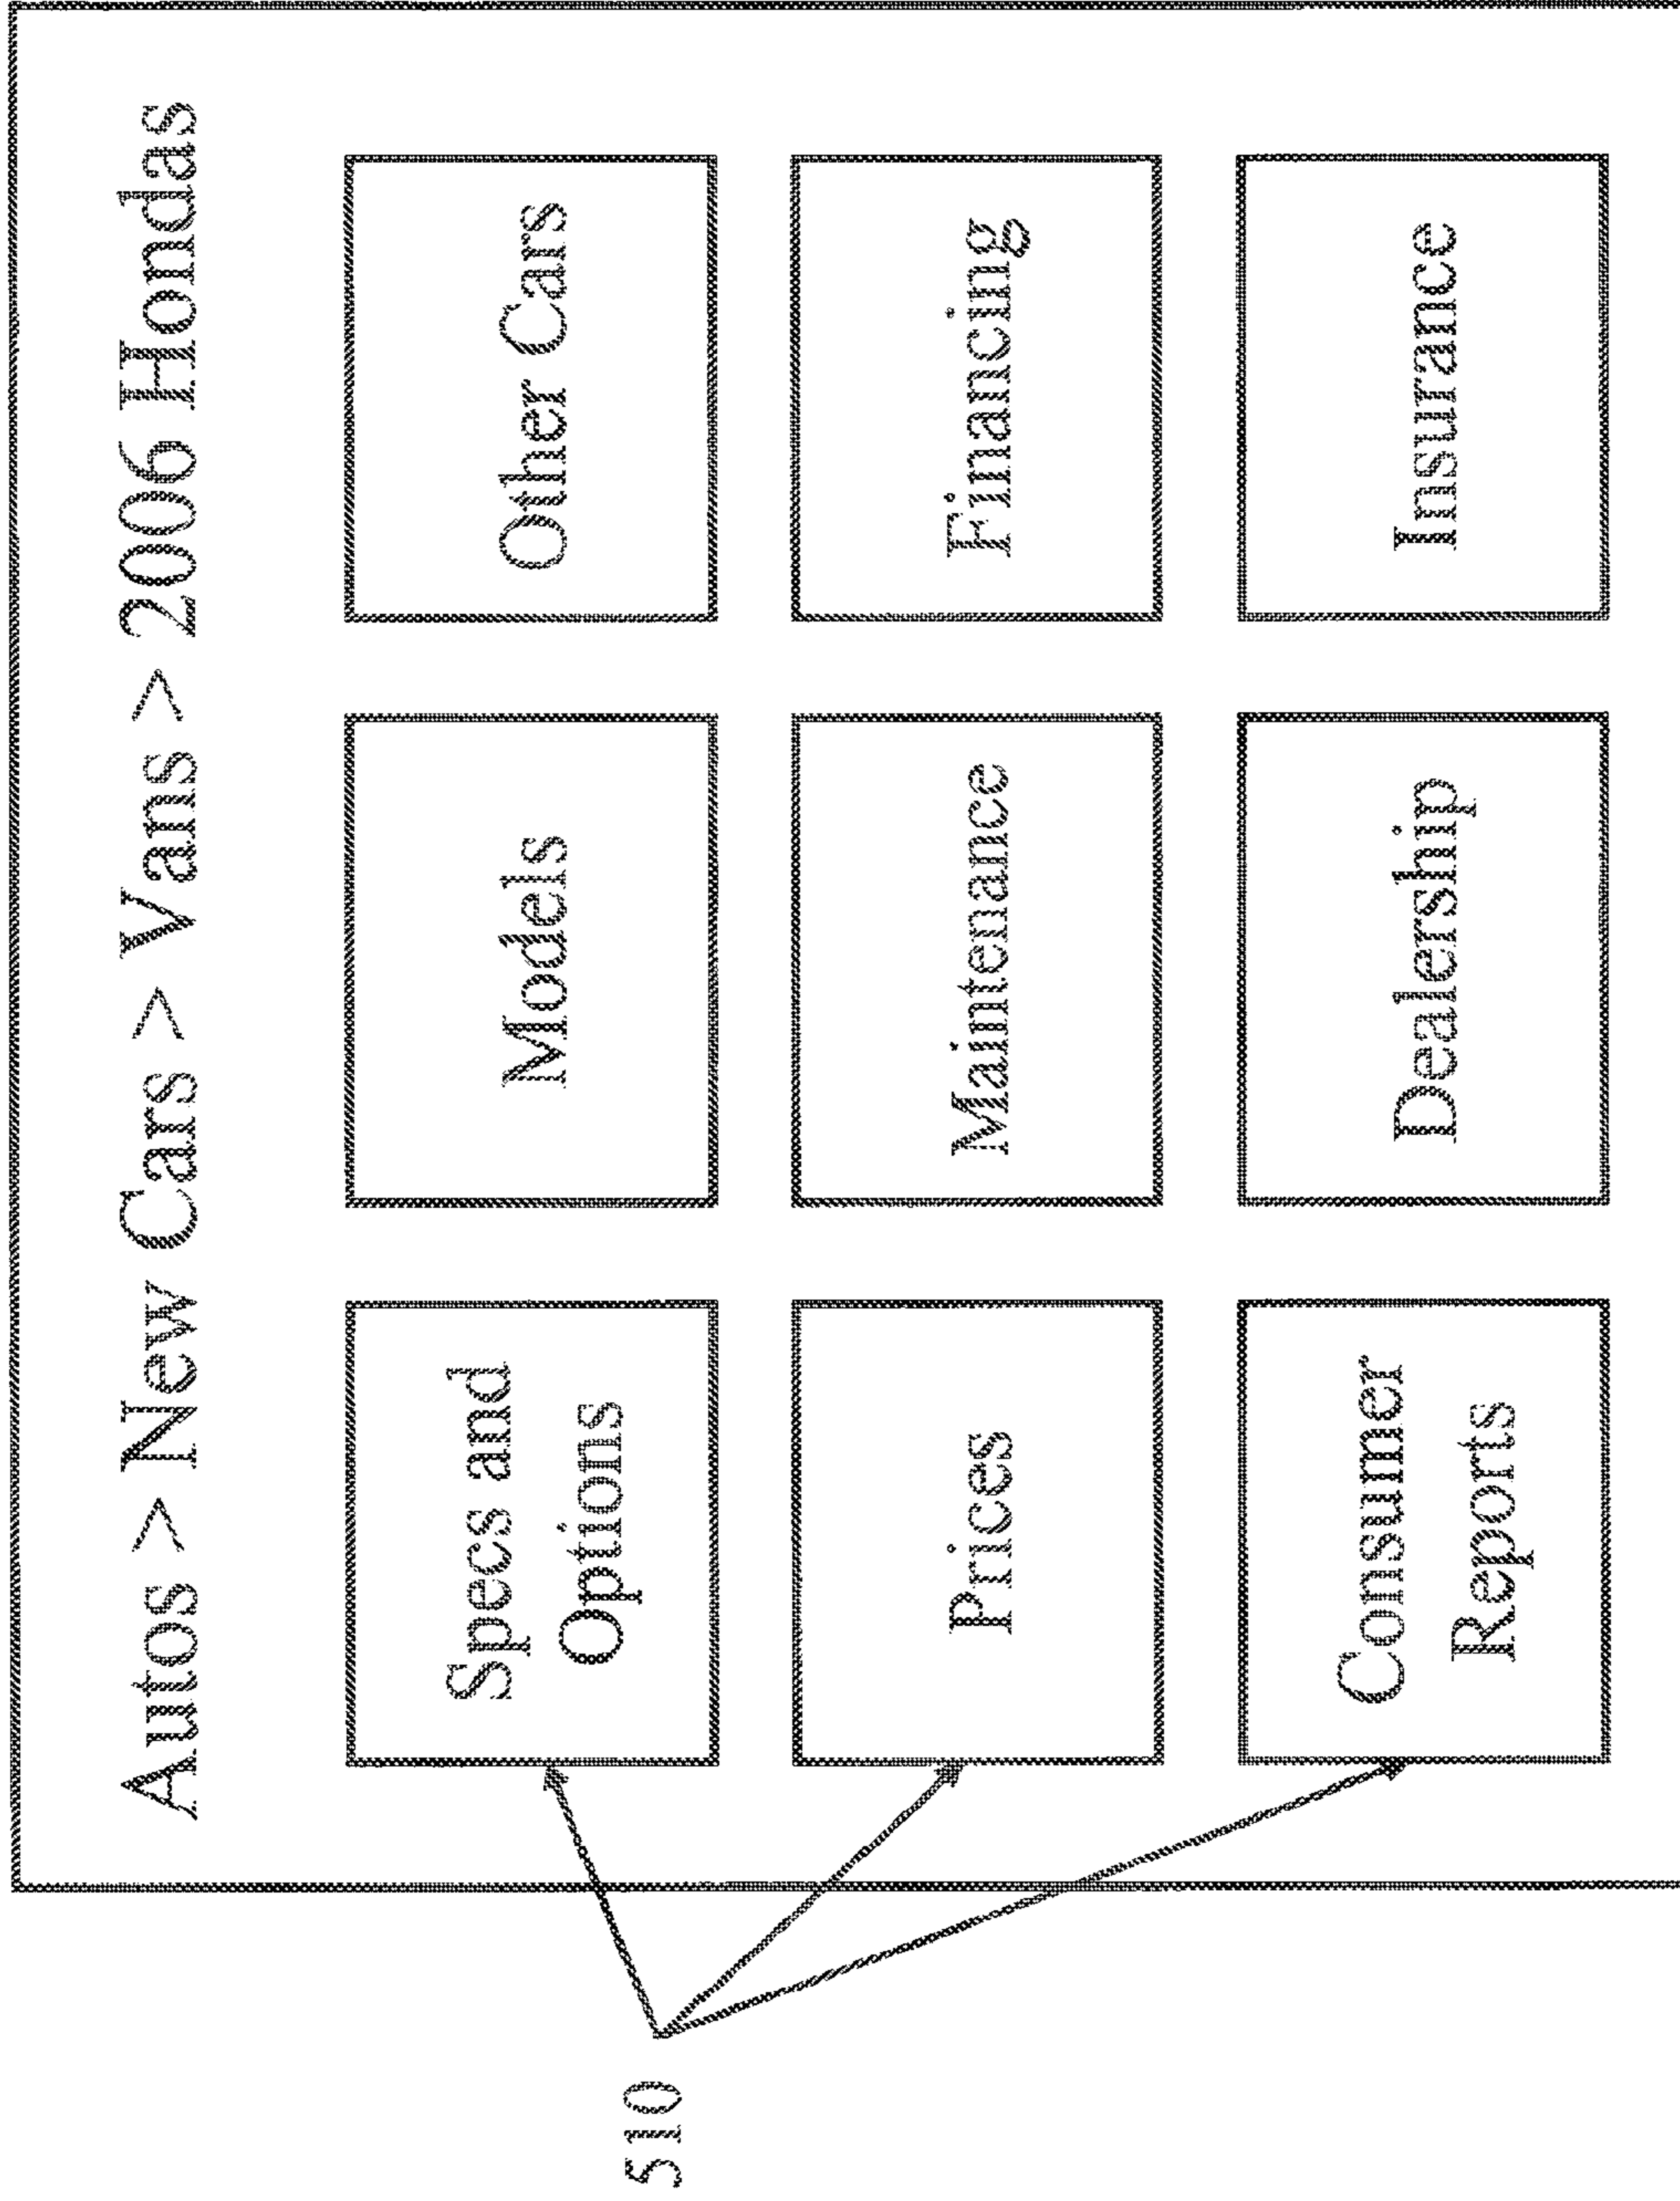 Autos > New Cars > Vans > 2006 Hondas
Specs and
Options
Models
Other Cars
Prices
Maintenance
Financing
Consumer
Reports
Dealership
Insurance
510